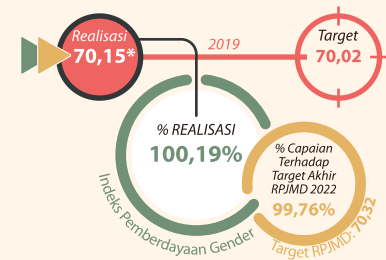 Realisasi
70,15*
2019
Target
70,02
% REALISASI
100,19%
Indeks Pemberdayaan Gender
% Capaian
Terhadap
Target Akhir
RPJMD 2022
99,76%
Target RPJMD: 70,32